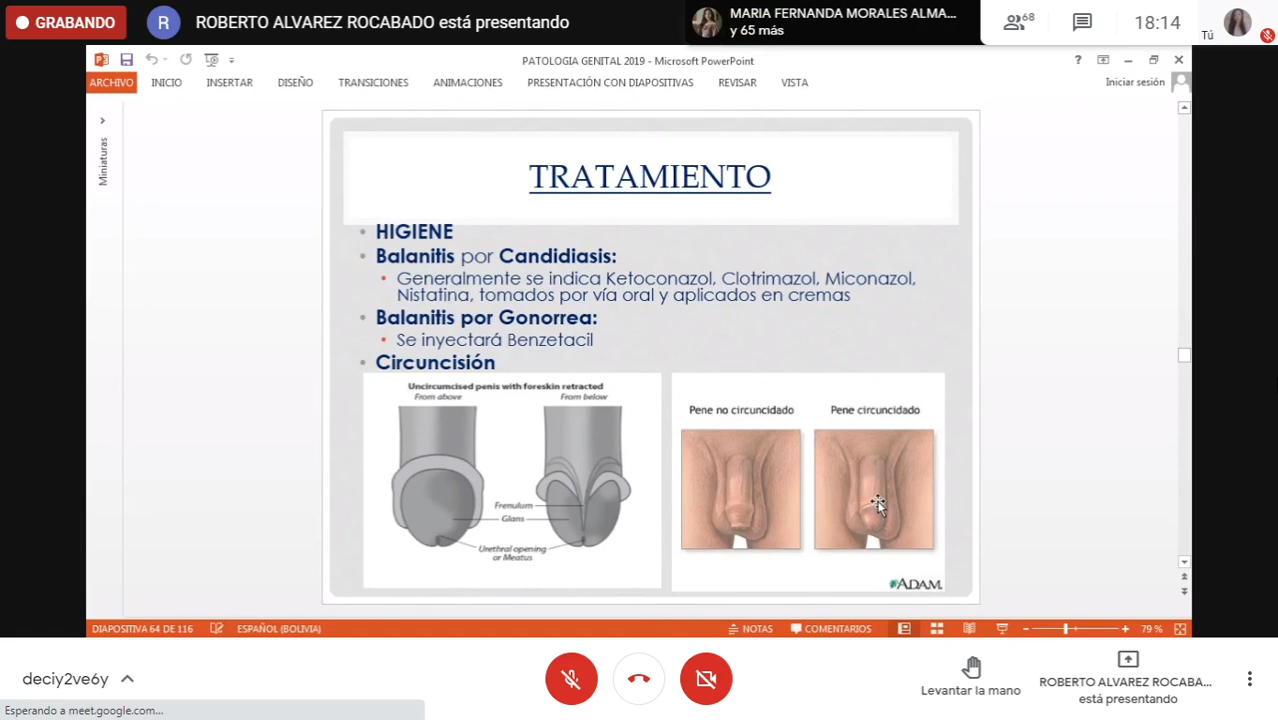 GRABANDO
R
ROBERTO ALVAREZ ROCABADO está presentando
MARIA FERNANDA MORALES ALMA...
y 65 más
68
18:14
Tú
PATOLOGIA GENITAL 2019 - Microsoft PowerPoint
?
ARCHIVO INICIO INSERTAR DISEÑO TRANSICIONES ANIMACIONES PRESENTACIÓN CON DIAPOSITIVAS REVISAR VISTA
Iniciar sesión
Miniaturas
TRATAMIENTO
• HIGIENE
• Balanitis por Candidiasis:
• Generalmente se indica Ketoconazol, Clotrimazol, Miconazol,
Nistatina, tomados por vía oral y aplicados en cremas
• Balanitis por Gonorrea:
• Se inyectará Benzetacil
• Circuncisión
Uncircumcised penis with foreskin retracted
From above From below
Frenulum
Glans
Urethral opening
or Meatus
Pene no circuncidado Pene circuncidado
ADAM.
DIAPOSITIVA 64 DE 116 ESPAÑOL (BOLIVIA) NOTAS COMENTARIOS 79 %
deciy2ve6y
Levantar la mano
ROBERTO ALVAREZ ROCABA...
está presentando
Esperando a meet.google.com...